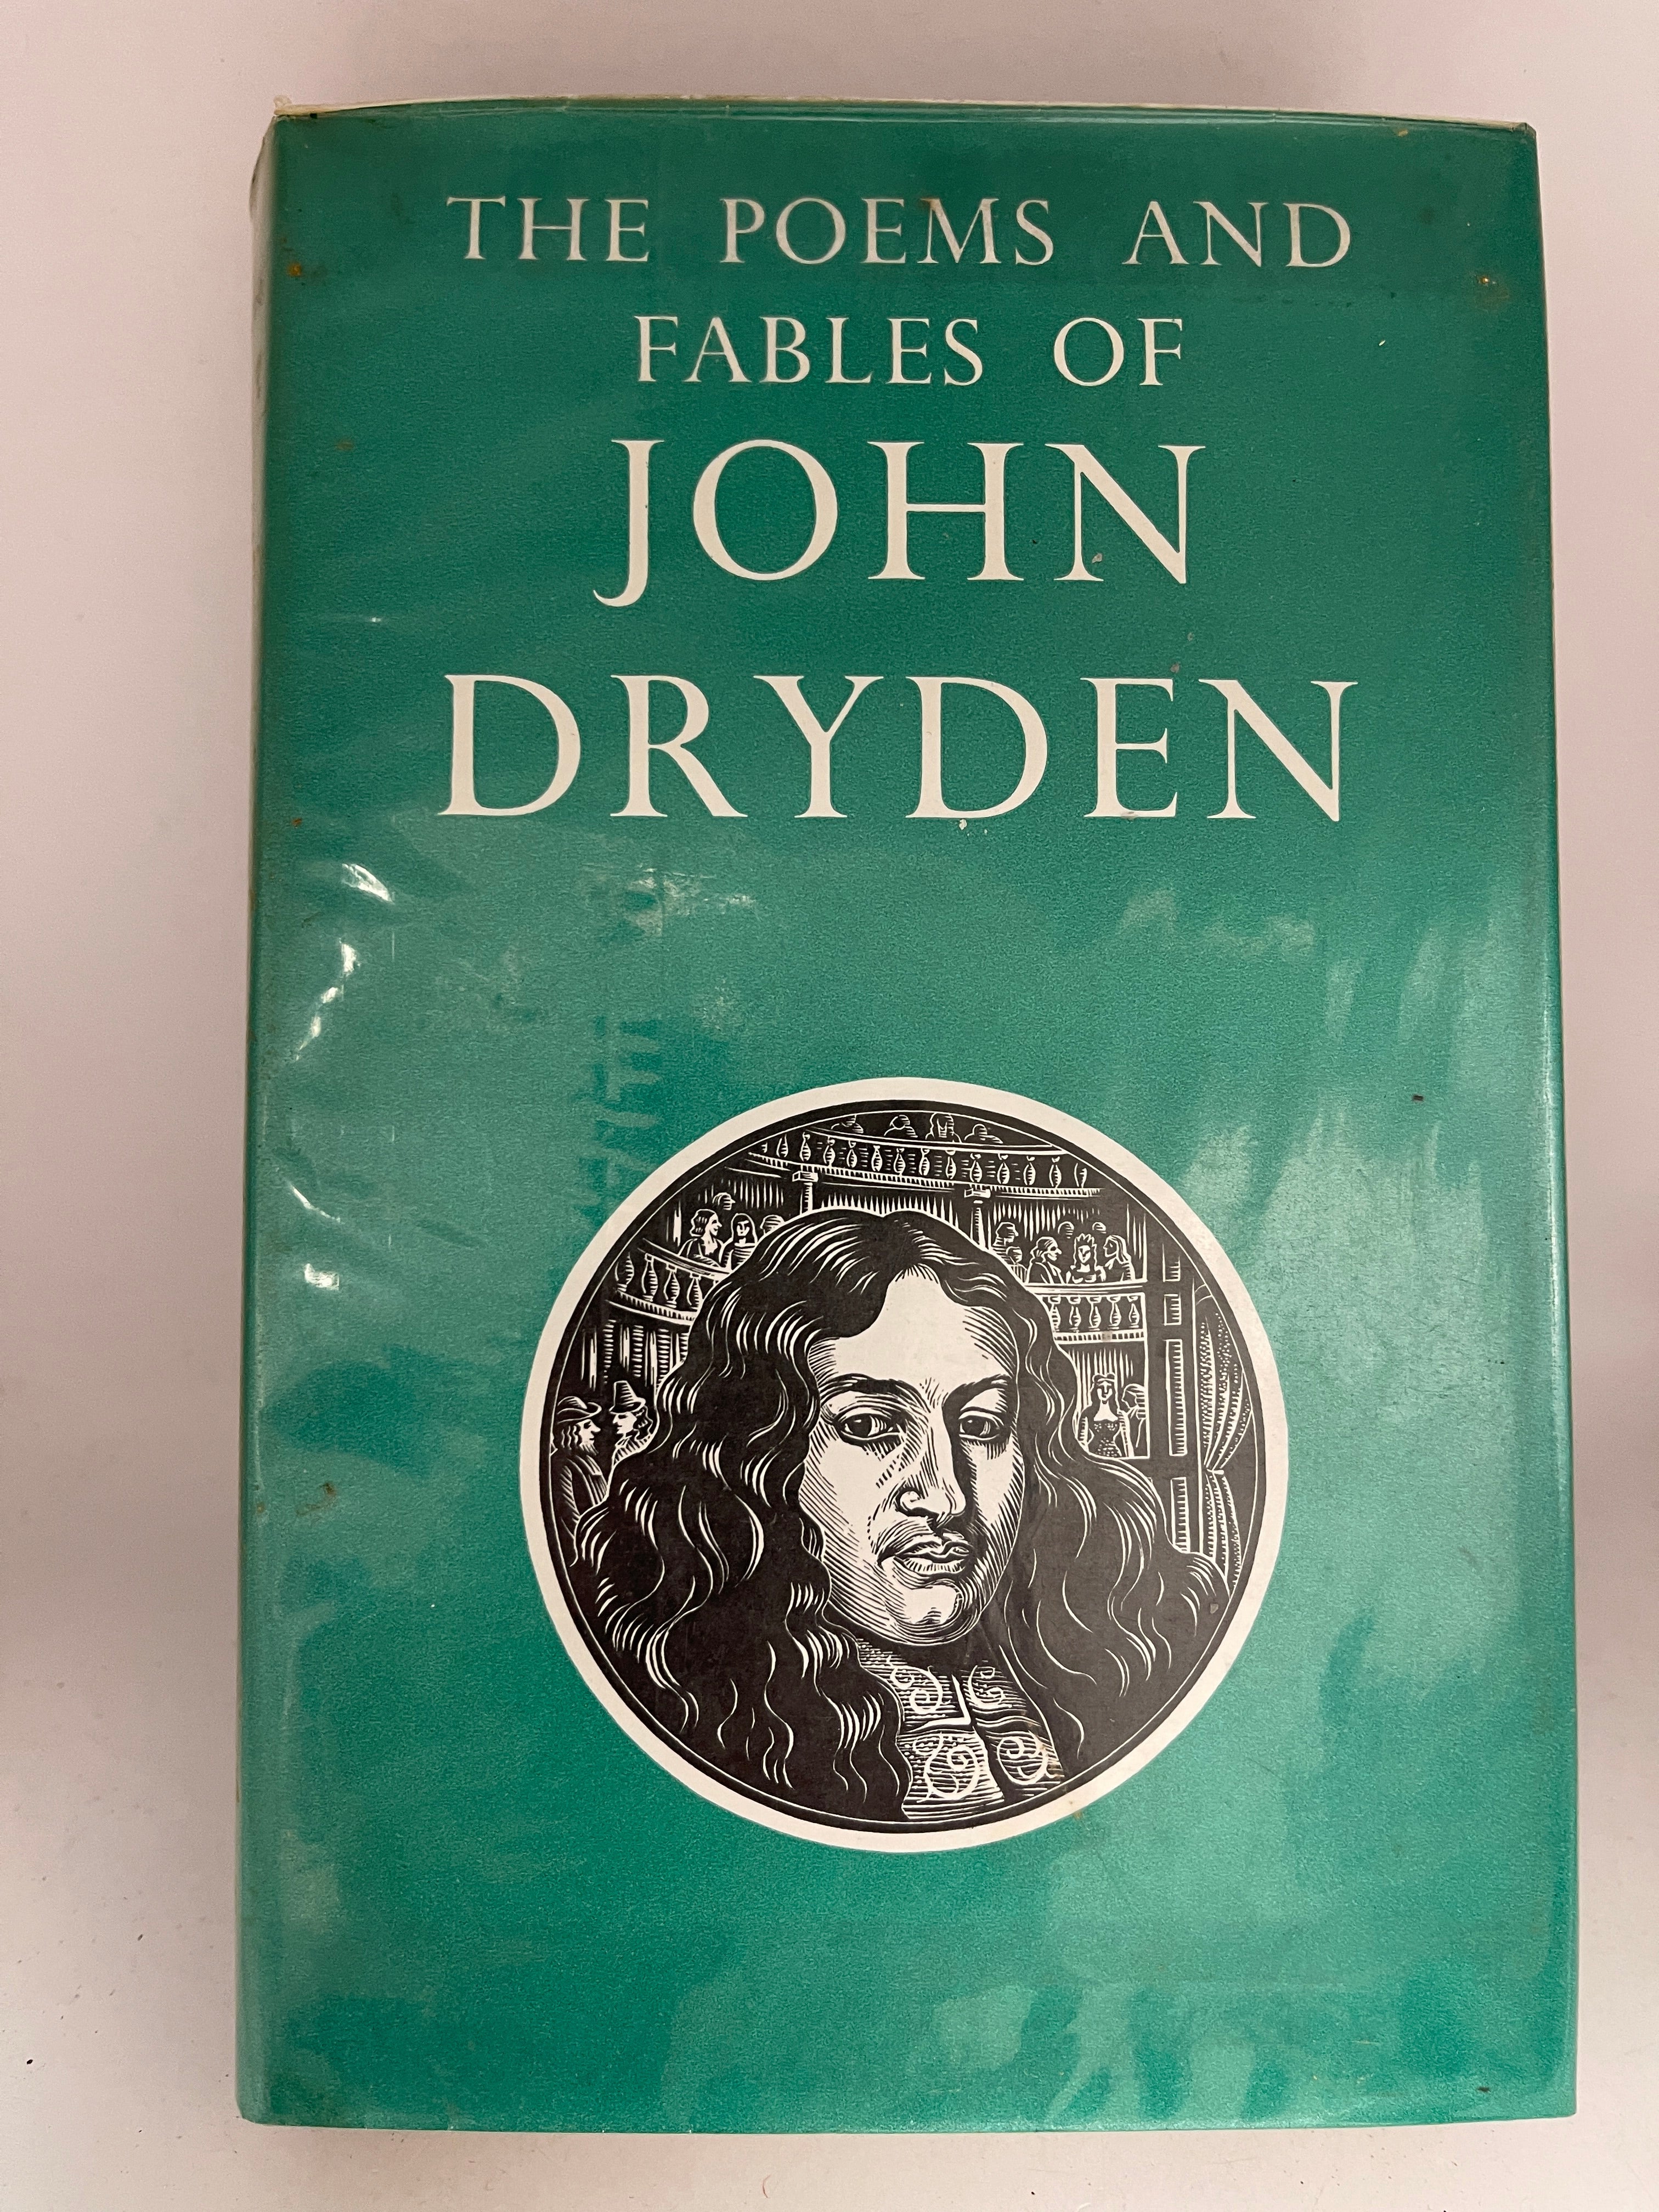 THE POEMS AND
FABLES OF
JOHN
DRYDEN